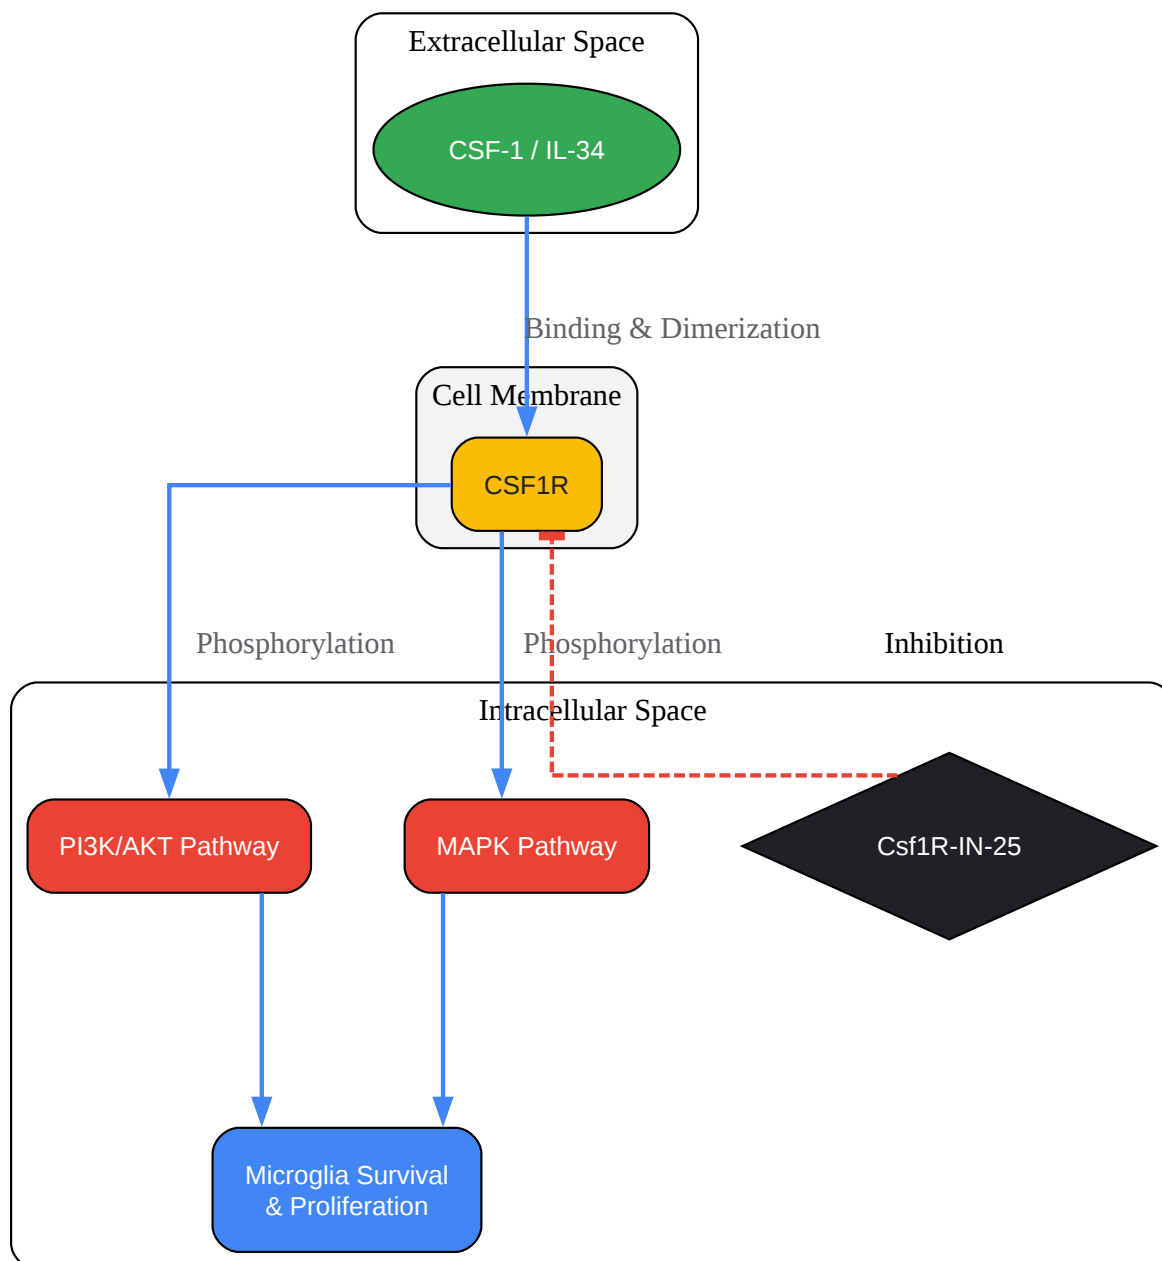 Extracellular Space
CSF-1 / IL-34
Binding & Dimerization
Cell Membrane
CSF1R
Phosphorylation
Phosphorylation
Inhibition
Intracellular Space
PI3K/AKT Pathway
MAPK Pathway
Csf1R-IN-25
Microglia Survival
& Proliferation